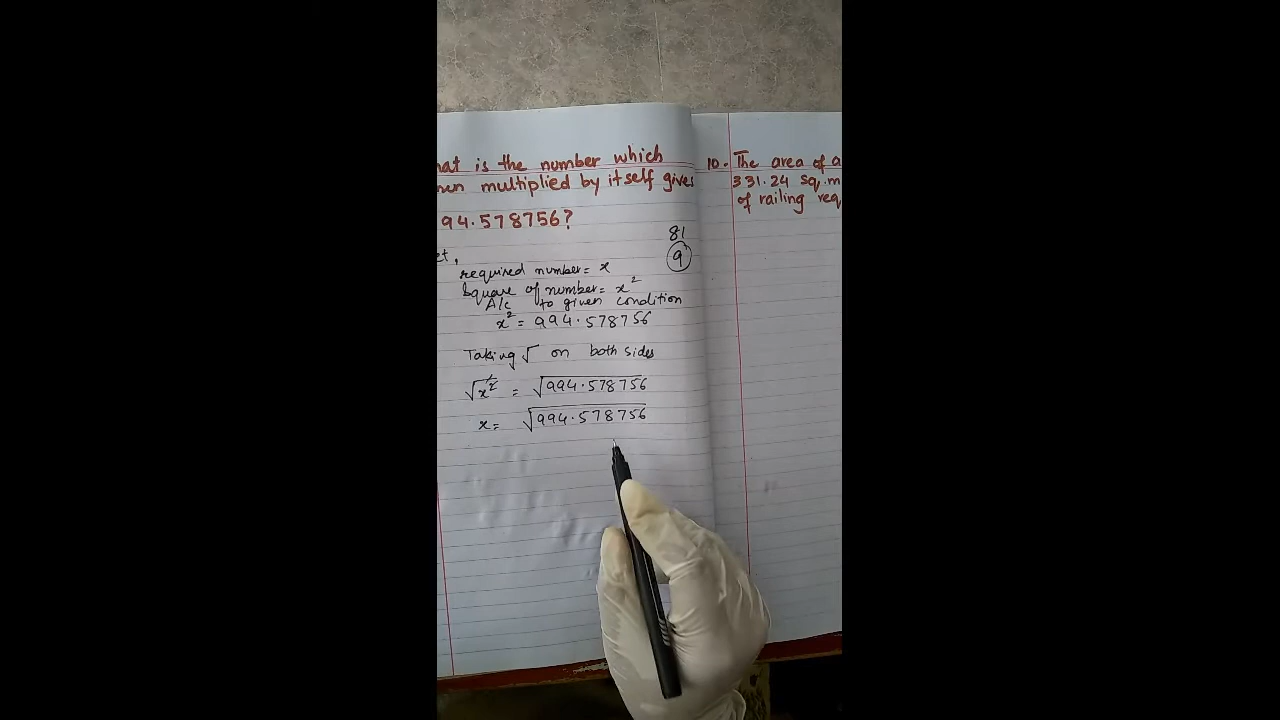 hat is the number which
hen multiplied by itself gives
94.578756?
81
9
et,
required number = x
Square of number = x²
A/c to given condition
x² = 994.578756
Taking √ on both sides
√x² = √994.578756
x = √994.578756
10. The area of a
331.24 sq.m
of railing req